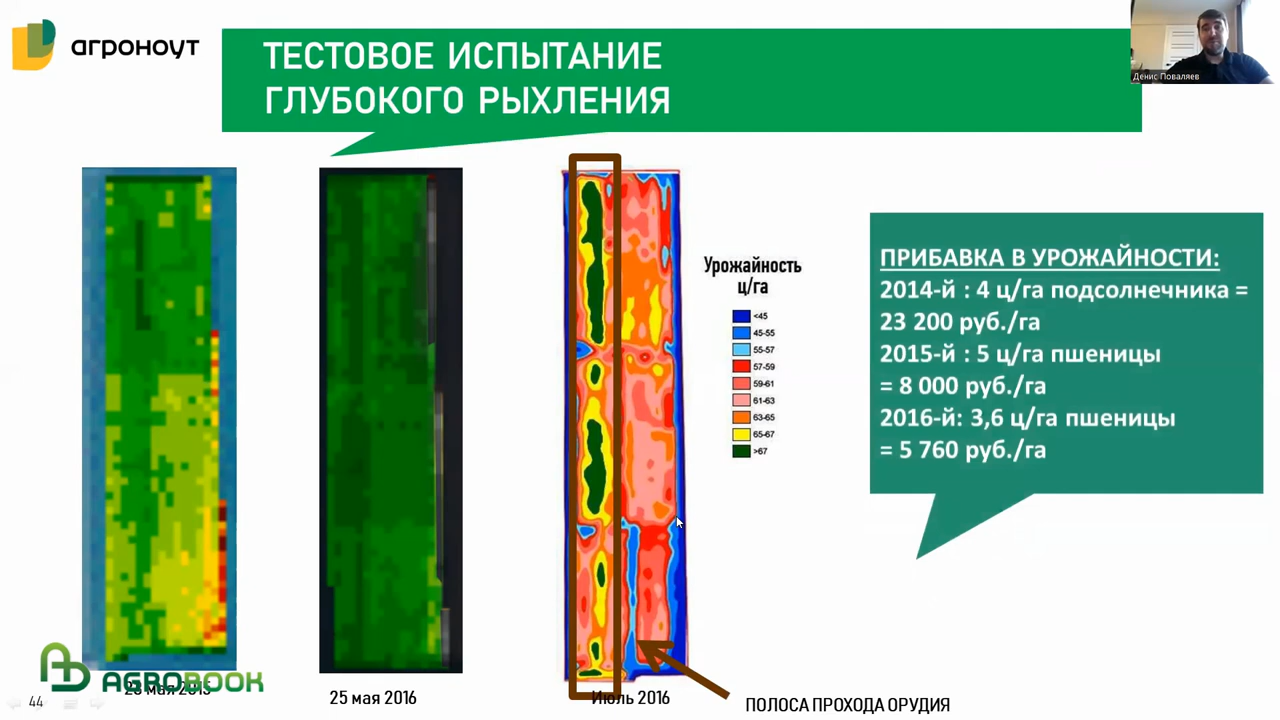 агроноут
ТЕСТОВОЕ ИСПЫТАНИЕ
ГЛУБОКОГО РЫХЛЕНИЯ
Денис Поваляев
Урожайность
ц/га
<45
45-55
55-57
57-59
59-61
61-63
63-65
65-67
>67
ПРИБАВКА В УРОЖАЙНОСТИ:
2014-й : 4 ц/га подсолнечника =
23 200 руб./га
2015-й : 5 ц/га пшеницы
= 8 000 руб./га
2016-й: 3,6 ц/га пшеницы
= 5 760 руб./га
AGROBOOK
25 мая 2016
Июль 2016
ПОЛОСА ПРОХОДА ОРУДИЯ
44